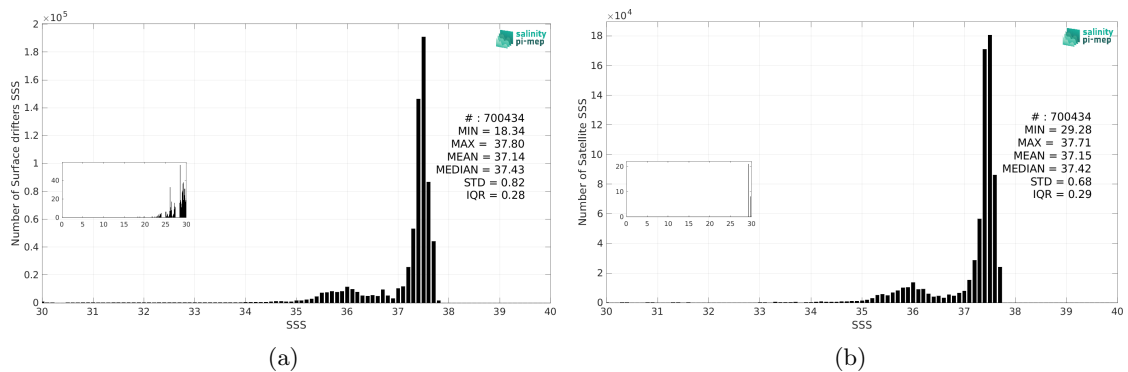 ×10⁵
2
1.8
1.6
1.4
1.2
1
0.8
0.6
0.4
0.2
0
Number of Surface drifters SSS
salinity
pi-mep
# : 700434
MIN = 18.34
MAX = 37.80
MEAN = 37.14
MEDIAN = 37.43
STD = 0.82
IQR = 0.28
40
20
0
0 5 10 15 20 25 30
30 31 32 33 34 35 36 37 38 39 40
SSS
(a)
×10⁴
18
16
14
12
10
8
6
4
2
0
Number of Satellite SSS
salinity
pi-mep
# : 700434
MIN = 29.28
MAX = 37.71
MEAN = 37.15
MEDIAN = 37.42
STD = 0.68
IQR = 0.29
20
10
0
0 5 10 15 20 25 30
30 31 32 33 34 35 36 37 38 39 40
SSS
(b)